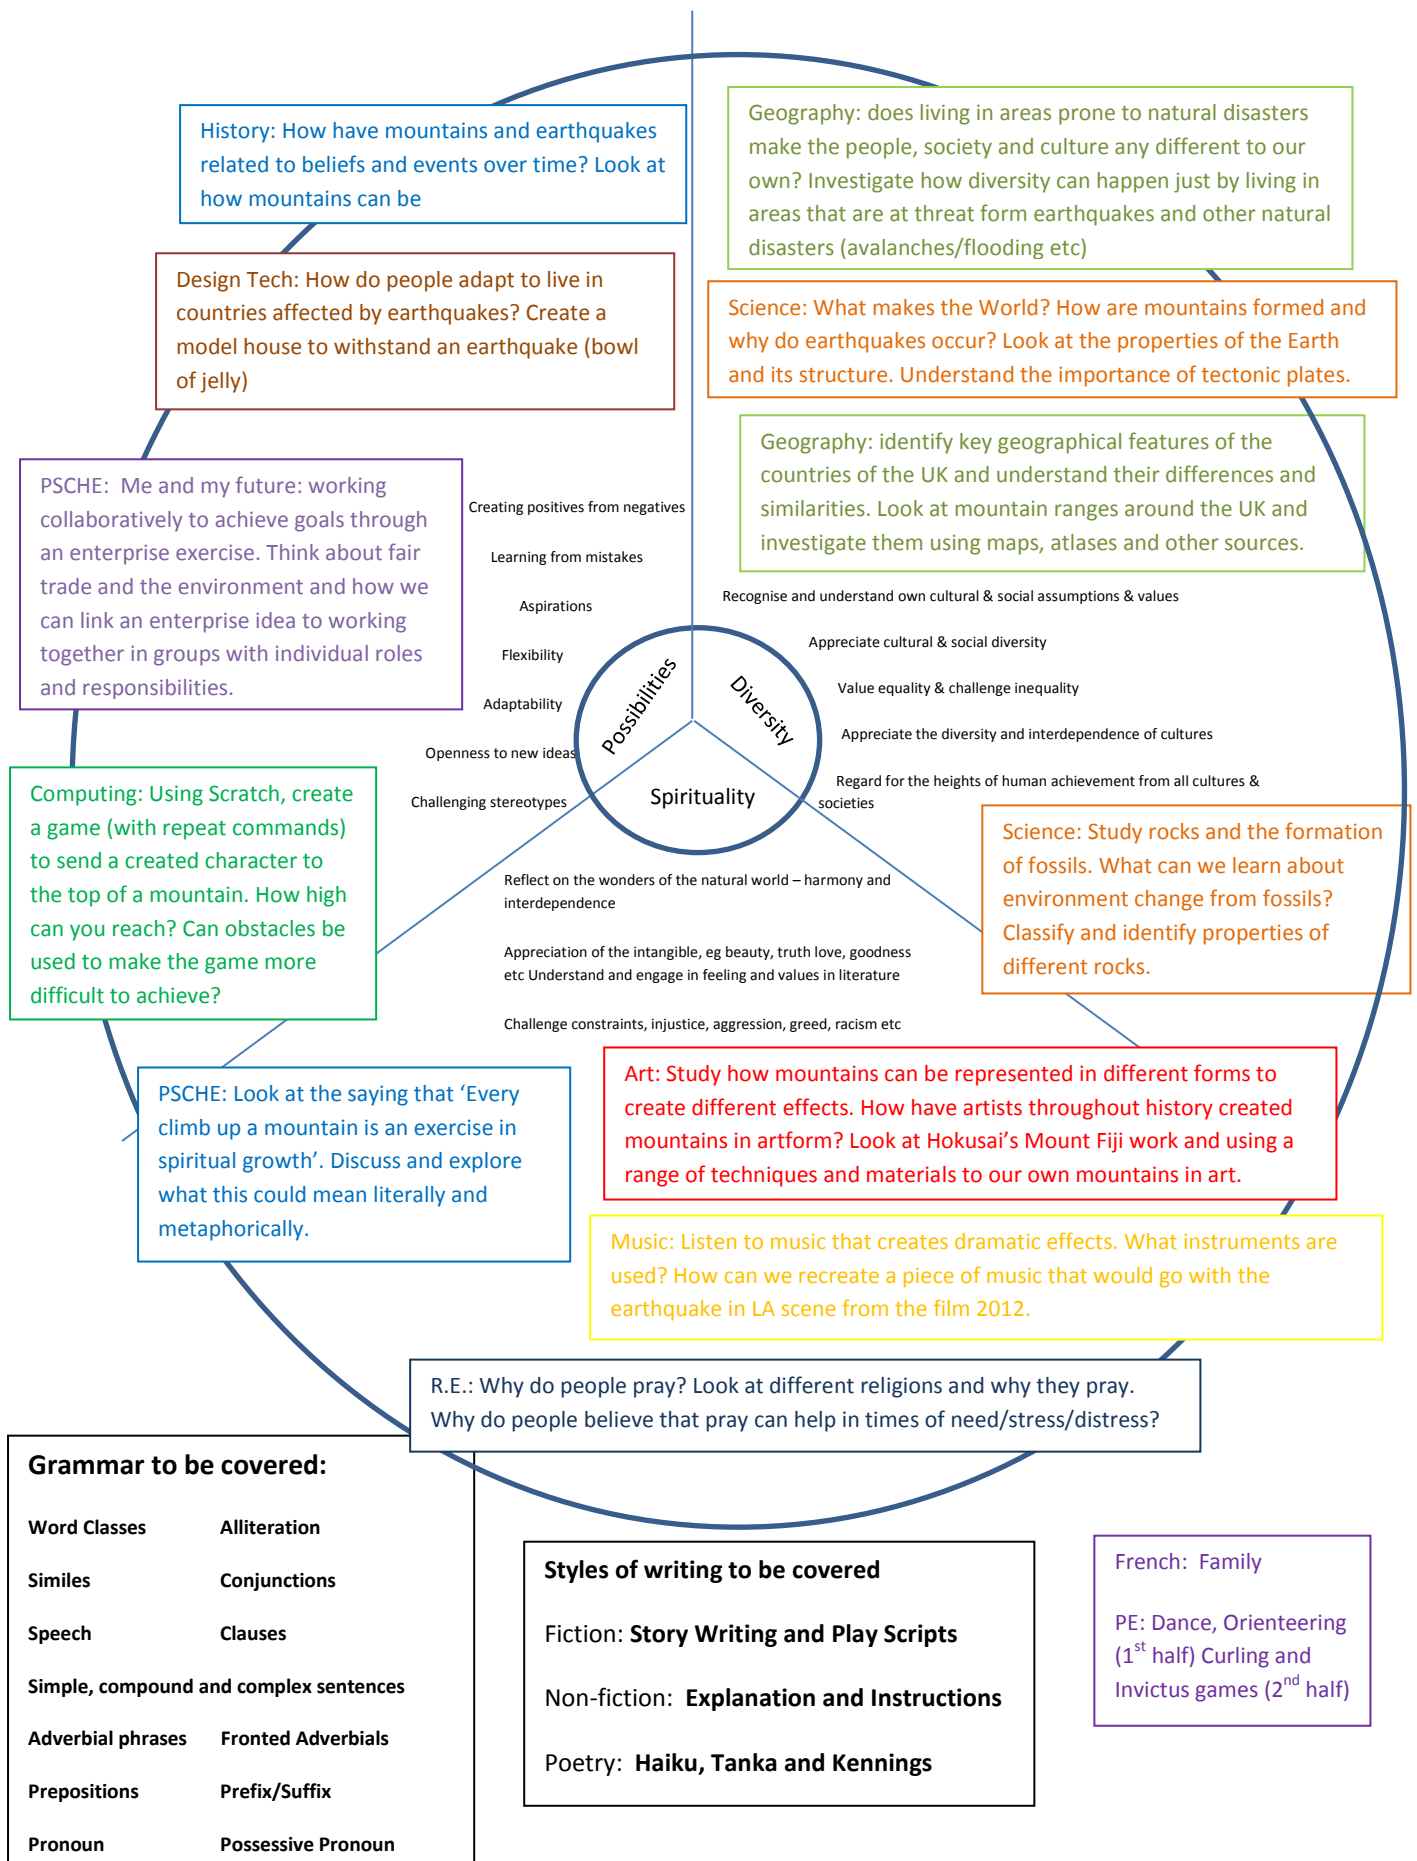 History: How have mountains and earthquakes
related to beliefs and events over time? Look at
how mountains can be
Geography: does living in areas prone to natural disasters
make the people, society and culture any different to our
own? Investigate how diversity can happen just by living in
areas that are at threat form earthquakes and other natural
disasters (avalanches/flooding etc)
Design Tech: How do people adapt to live in
countries affected by earthquakes? Create a
model house to withstand an earthquake (bowl
of jelly)
Science: What makes the World? How are mountains formed and
why do earthquakes occur? Look at the properties of the Earth
and its structure. Understand the importance of tectonic plates.
Geography: identify key geographical features of the
countries of the UK and understand their differences and
similarities. Look at mountain ranges around the UK and
investigate them using maps, atlases and other sources.
PSCHE:  Me and my future: working
collaboratively to achieve goals through
an enterprise exercise. Think about fair
trade and the environment and how we
can link an enterprise idea to working
together in groups with individual roles
and responsibilities.
Creating positives from negatives
Learning from mistakes
Aspirations
Flexibility
Adaptability
Openness to new ideas
Challenging stereotypes
Recognise and understand own cultural & social assumptions & values
Appreciate cultural & social diversity
Value equality & challenge inequality
Appreciate the diversity and interdependence of cultures
Regard for the heights of human achievement from all cultures &
societies
Possibilities
Diversity
Spirituality
Computing: Using Scratch, create
a game (with repeat commands)
to send a created character to
the top of a mountain. How high
can you reach? Can obstacles be
used to make the game more
difficult to achieve?
Science: Study rocks and the formation
of fossils. What can we learn about
environment change from fossils?
Classify and identify properties of
different rocks.
Reflect on the wonders of the natural world – harmony and
interdependence
Appreciation of the intangible, eg beauty, truth love, goodness
etc Understand and engage in feeling and values in literature
Challenge constraints, injustice, aggression, greed, racism etc
PSCHE: Look at the saying that ‘Every
climb up a mountain is an exercise in
spiritual growth’. Discuss and explore
what this could mean literally and
metaphorically.
Art: Study how mountains can be represented in different forms to
create different effects. How have artists throughout history created
mountains in artform? Look at Hokusai’s Mount Fiji work and using a
range of techniques and materials to our own mountains in art.
Music: Listen to music that creates dramatic effects. What instruments are
used? How can we recreate a piece of music that would go with the
earthquake in LA scene from the film 2012.
R.E.: Why do people pray? Look at different religions and why they pray.
Why do people believe that pray can help in times of need/stress/distress?
Grammar to be covered:
Word Classes Alliteration
Similes Conjunctions
Speech Clauses
Simple, compound and complex sentences
Adverbial phrases Fronted Adverbials
Prepositions Prefix/Suffix
Pronoun Possessive Pronoun
Styles of writing to be covered
Fiction: Story Writing and Play Scripts
Non-fiction:  Explanation and Instructions
Poetry:  Haiku, Tanka and Kennings
French:  Family
PE: Dance, Orienteering
(1st half) Curling and
Invictus games (2nd half)